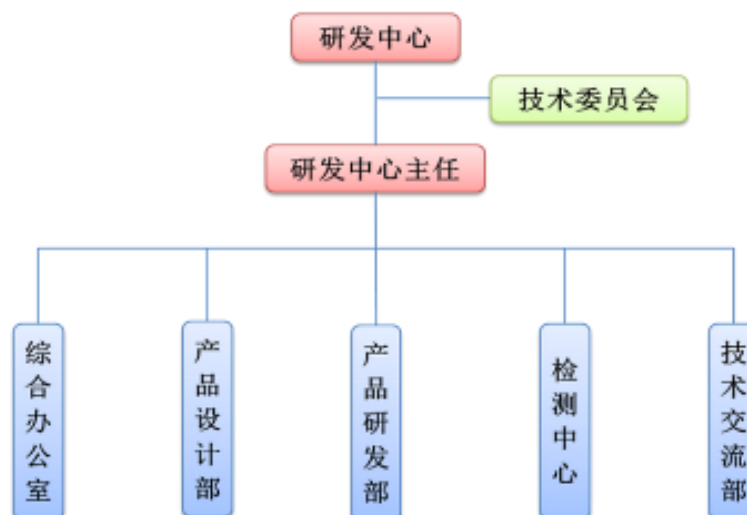 研发中心
技术委员会
研发中心主任
综合办公室
产品设计部
产品研发部
检测中心
技术交流部